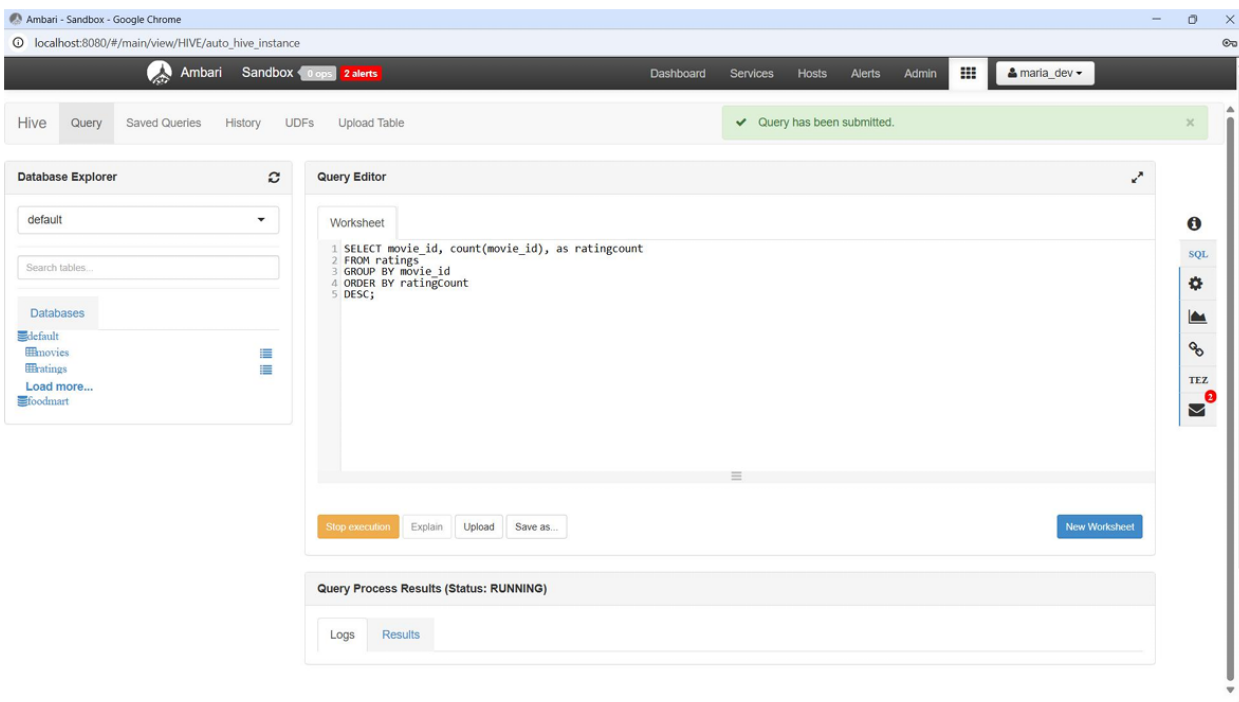 Ambari - Sandbox - Google Chrome
localhost:8080/#/main/view/HIVE/auto_hive_instance
Ambari Sandbox 0 ops 2 alerts Dashboard Services Hosts Alerts Admin maria_dev
Hive Query Saved Queries History UDFs Upload Table Query has been submitted. ×
Database Explorer
default
Search tables...
Databases
default
movies
ratings
Load more...
foodmart
Query Editor
Worksheet
1 SELECT movie_id, count(movie_id), as ratingcount
2 FROM ratings
3 GROUP BY movie_id
4 ORDER BY ratingCount
5 DESC;
Stop execution Explain Upload Save as... New Worksheet
Query Process Results (Status: RUNNING)
Logs Results
SQL
TEZ
2